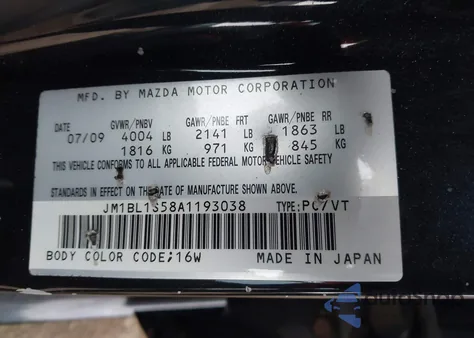 MFD. BY MAZDA MOTOR CORPORATION
GVWR/PNBV GAWR/PNBE FRT GAWR/PNBE RR
07/09 4004 LB 2141 LB 1863 LB
1816 KG 971 KG 845 KG
THIS VEHICLE CONFORMS TO ALL APPLICABLE FEDERAL MOTOR VEHICLE SAFETY
STANDARDS IN EFFECT ON THE DATE OF MANUFACTURE SHOWN ABOVE.
JM1BL1S58A1193038 TYPE:PC/VT
BODY COLOR CODE;16W MADE IN JAPAN